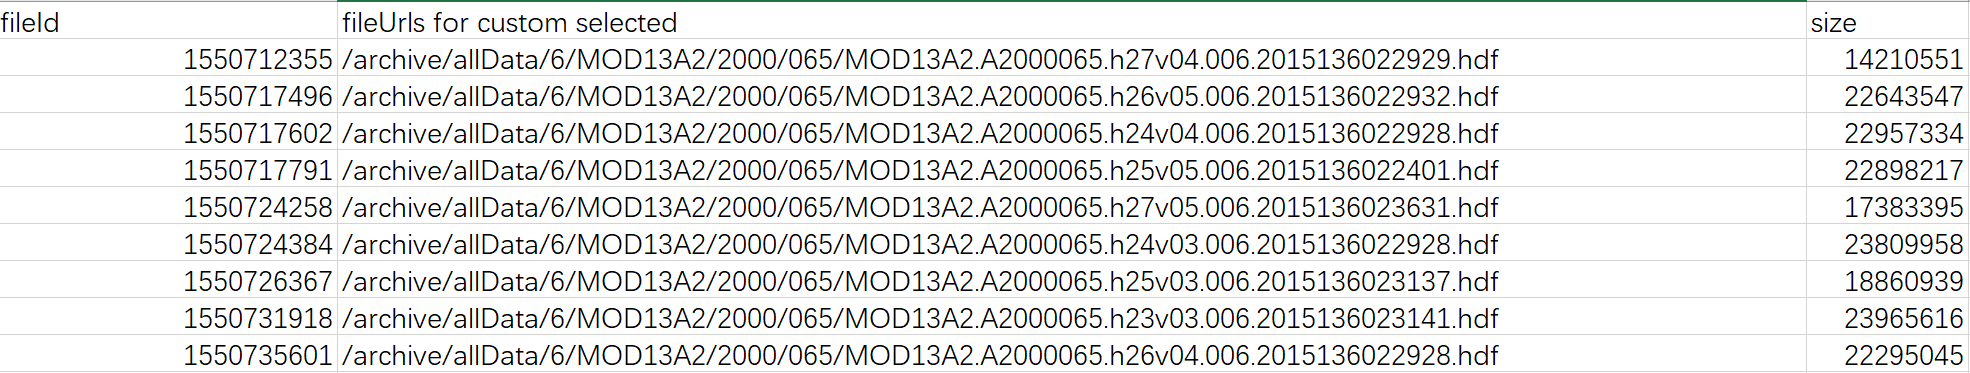 fileId fileUrls for custom selected size
1550712355 /archive/allData/6/MOD13A2/2000/065/MOD13A2.A2000065.h27v04.006.2015136022929.hdf 14210551
1550717496 /archive/allData/6/MOD13A2/2000/065/MOD13A2.A2000065.h26v05.006.2015136022932.hdf 22643547
1550717602 /archive/allData/6/MOD13A2/2000/065/MOD13A2.A2000065.h24v04.006.2015136022928.hdf 22957334
1550717791 /archive/allData/6/MOD13A2/2000/065/MOD13A2.A2000065.h25v05.006.2015136022401.hdf 22898217
1550724258 /archive/allData/6/MOD13A2/2000/065/MOD13A2.A2000065.h27v05.006.2015136023631.hdf 17383395
1550724384 /archive/allData/6/MOD13A2/2000/065/MOD13A2.A2000065.h24v03.006.2015136022928.hdf 23809958
1550726367 /archive/allData/6/MOD13A2/2000/065/MOD13A2.A2000065.h25v03.006.2015136023137.hdf 18860939
1550731918 /archive/allData/6/MOD13A2/2000/065/MOD13A2.A2000065.h23v03.006.2015136023141.hdf 23965616
1550735601 /archive/allData/6/MOD13A2/2000/065/MOD13A2.A2000065.h26v04.006.2015136022928.hdf 22295045